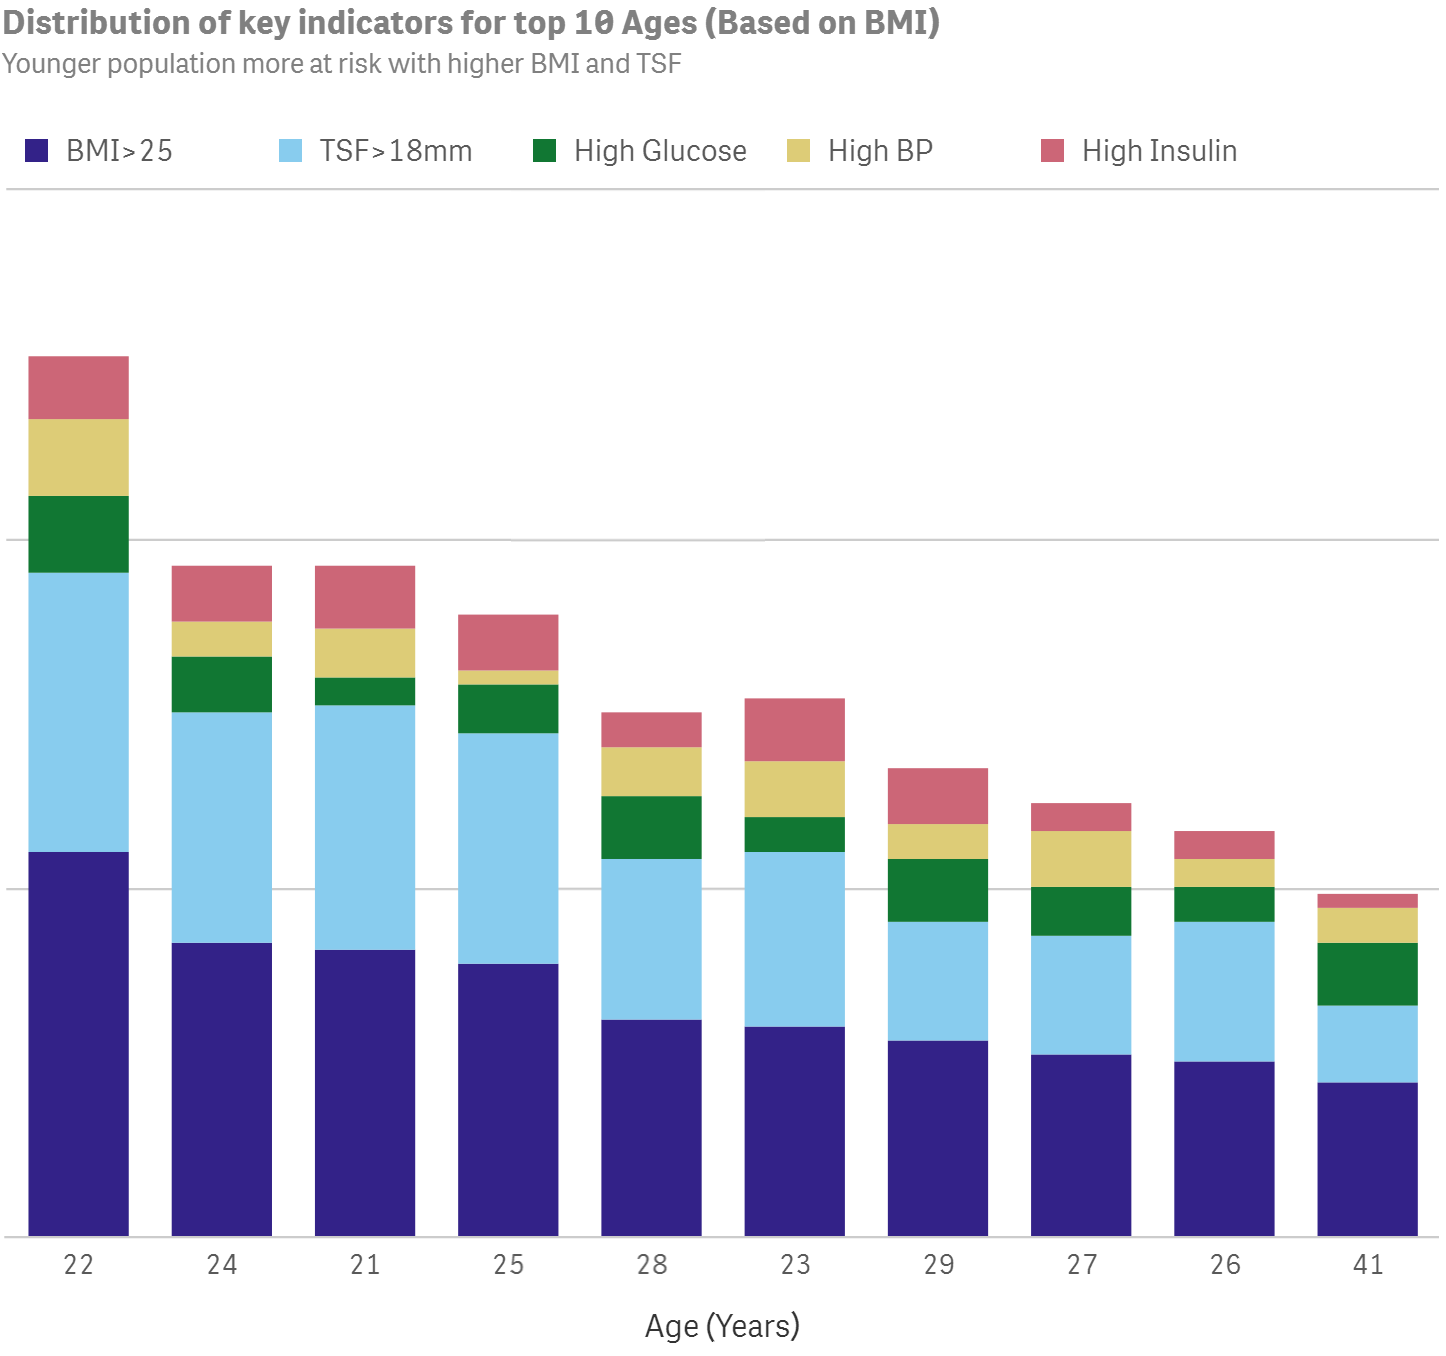 Distribution of key indicators for top 10 Ages (Based on BMI)
Younger population more at risk with higher BMI and TSF
BMI>25 TSF>18mm High Glucose High BP High Insulin
22 24 21 25 28 23 29 27 26 41
Age (Years)